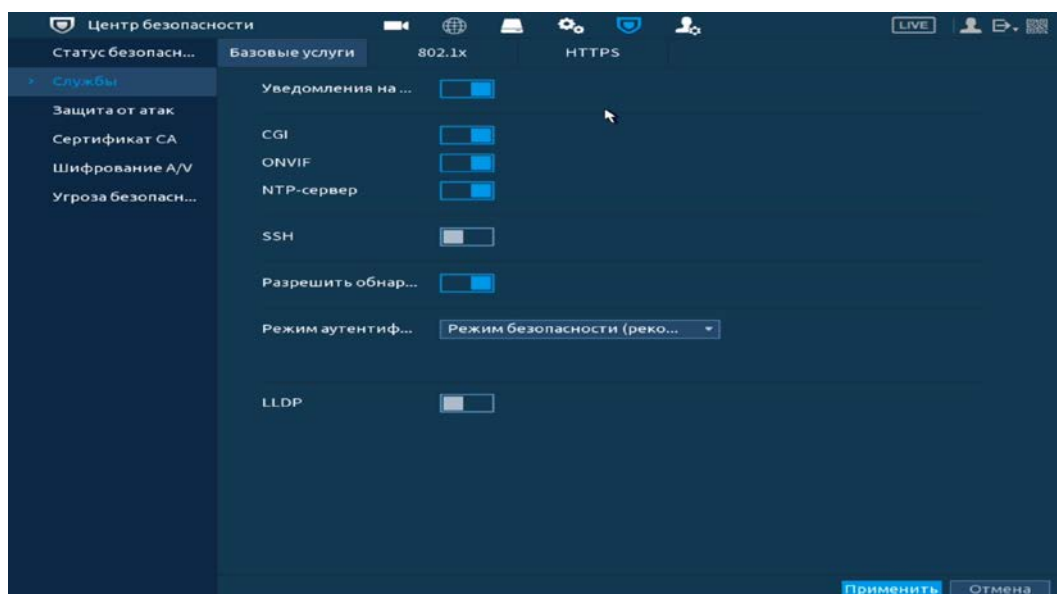 Центр безопасности
LIVE
Статус безопасн...
Базовые услуги
802.1x
HTTPS
Службы
Защита от атак
Сертификат CA
Шифрование A/V
Угроза безопасн...
Уведомления на ...
CGI
ONVIF
NTP-сервер
SSH
Разрешить обнар...
Режим аутентиф...
Режим безопасности (реко...
LLDP
Применить
Отмена